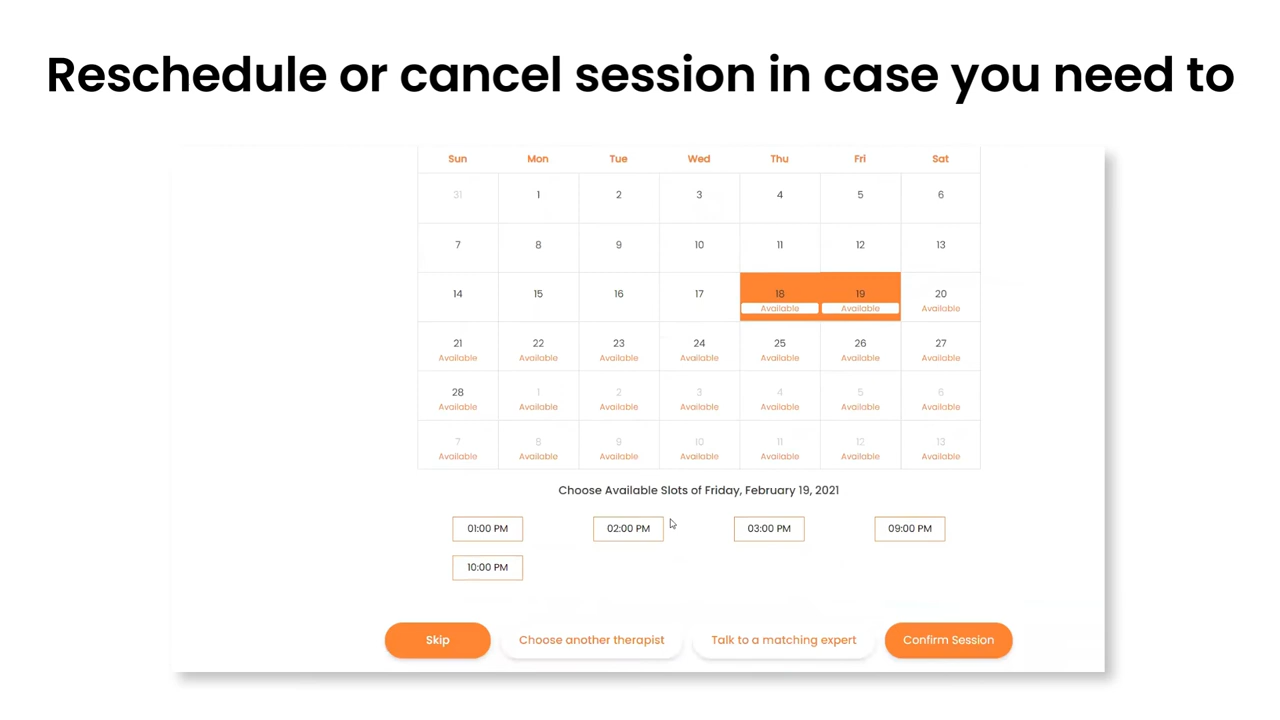 Reschedule or cancel session in case you need to
Sun Mon Tue Wed Thu Fri Sat
31 1 2 3 4 5 6
7 8 9 10 11 12 13
14 15 16 17 18 19 20
Available Available Available
21 22 23 24 25 26 27
Available Available Available Available Available Available Available
28 1 2 3 4 5 6
Available Available Available Available Available Available Available
7 8 9 10 11 12 13
Available Available Available Available Available Available Available
Choose Available Slots of Friday, February 19, 2021
01:00 PM 02:00 PM 03:00 PM 09:00 PM
10:00 PM
Skip Choose another therapist Talk to a matching expert Confirm Session